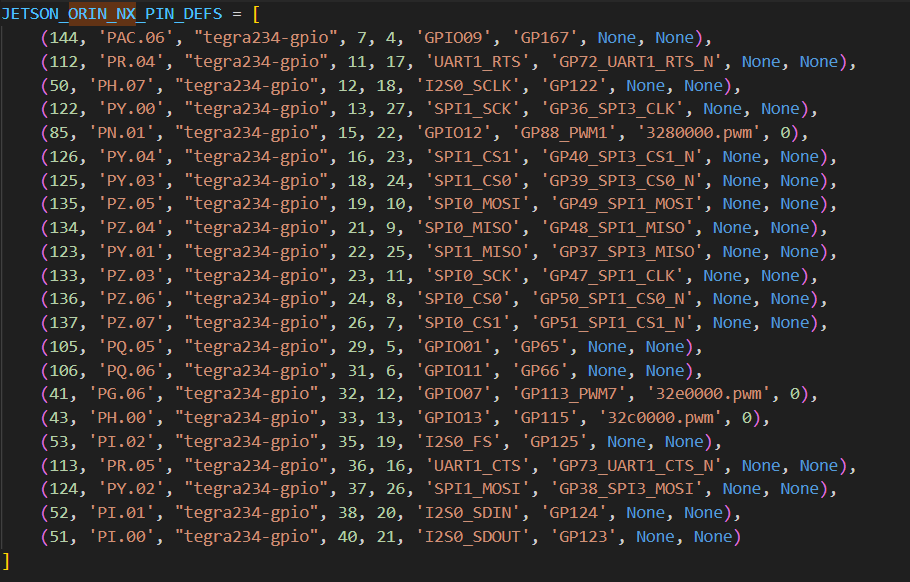 JETSON_ORIN_NX_PIN_DEFS = [
(144, 'PAC.06', "tegra234-gpio", 7, 4, 'GPIO09', 'GP167', None, None),
(112, 'PR.04', "tegra234-gpio", 11, 17, 'UART1_RTS', 'GP72_UART1_RTS_N', None, None),
(50, 'PH.07', "tegra234-gpio", 12, 18, 'I2S0_SCLK', 'GP122', None, None),
(122, 'PY.00', "tegra234-gpio", 13, 27, 'SPI1_SCK', 'GP36_SPI3_CLK', None, None),
(85, 'PN.01', "tegra234-gpio", 15, 22, 'GPIO12', 'GP88_PWM1', '3280000.pwm', 0),
(126, 'PY.04', "tegra234-gpio", 16, 23, 'SPI1_CS1', 'GP40_SPI3_CS1_N', None, None),
(125, 'PY.03', "tegra234-gpio", 18, 24, 'SPI1_CS0', 'GP39_SPI3_CS0_N', None, None),
(135, 'PZ.05', "tegra234-gpio", 19, 10, 'SPI0_MOSI', 'GP49_SPI1_MOSI', None, None),
(134, 'PZ.04', "tegra234-gpio", 21, 9, 'SPI0_MISO', 'GP48_SPI1_MISO', None, None),
(123, 'PY.01', "tegra234-gpio", 22, 25, 'SPI1_MISO', 'GP37_SPI3_MISO', None, None),
(133, 'PZ.03', "tegra234-gpio", 23, 11, 'SPI0_SCK', 'GP47_SPI1_CLK', None, None),
(136, 'PZ.06', "tegra234-gpio", 24, 8, 'SPI0_CS0', 'GP50_SPI1_CS0_N', None, None),
(137, 'PZ.07', "tegra234-gpio", 26, 7, 'SPI0_CS1', 'GP51_SPI1_CS1_N', None, None),
(105, 'PQ.05', "tegra234-gpio", 29, 5, 'GPIO01', 'GP65', None, None),
(106, 'PQ.06', "tegra234-gpio", 31, 6, 'GPIO11', 'GP66', None, None),
(41, 'PG.06', "tegra234-gpio", 32, 12, 'GPIO07', 'GP113_PWM7', '32e0000.pwm', 0),
(43, 'PH.00', "tegra234-gpio", 33, 13, 'GPIO13', 'GP115', '32c0000.pwm', 0),
(53, 'PI.02', "tegra234-gpio", 35, 19, 'I2S0_FS', 'GP125', None, None),
(113, 'PR.05', "tegra234-gpio", 36, 16, 'UART1_CTS', 'GP73_UART1_CTS_N', None, None),
(124, 'PY.02', "tegra234-gpio", 37, 26, 'SPI1_MOSI', 'GP38_SPI3_MOSI', None, None),
(52, 'PI.01', "tegra234-gpio", 38, 20, 'I2S0_SDIN', 'GP124', None, None),
(51, 'PI.00', "tegra234-gpio", 40, 21, 'I2S0_SDOUT', 'GP123', None, None)
]